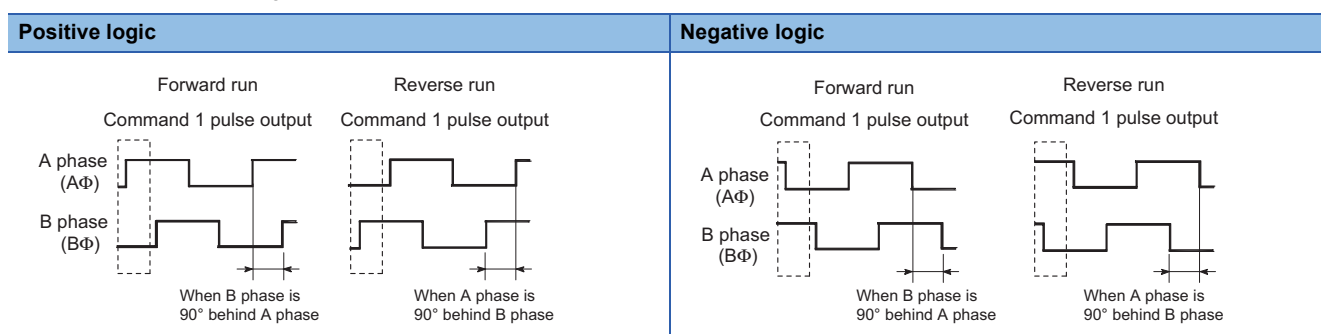 Positive logic
Negative logic
Forward run
Reverse run
Command 1 pulse output
Command 1 pulse output
A phase
(AΦ)
B phase
(BΦ)
When B phase is
90° behind A phase
When A phase is
90° behind B phase
Forward run
Reverse run
Command 1 pulse output
Command 1 pulse output
A phase
(AΦ)
B phase
(BΦ)
When B phase is
90° behind A phase
When A phase is
90° behind B phase